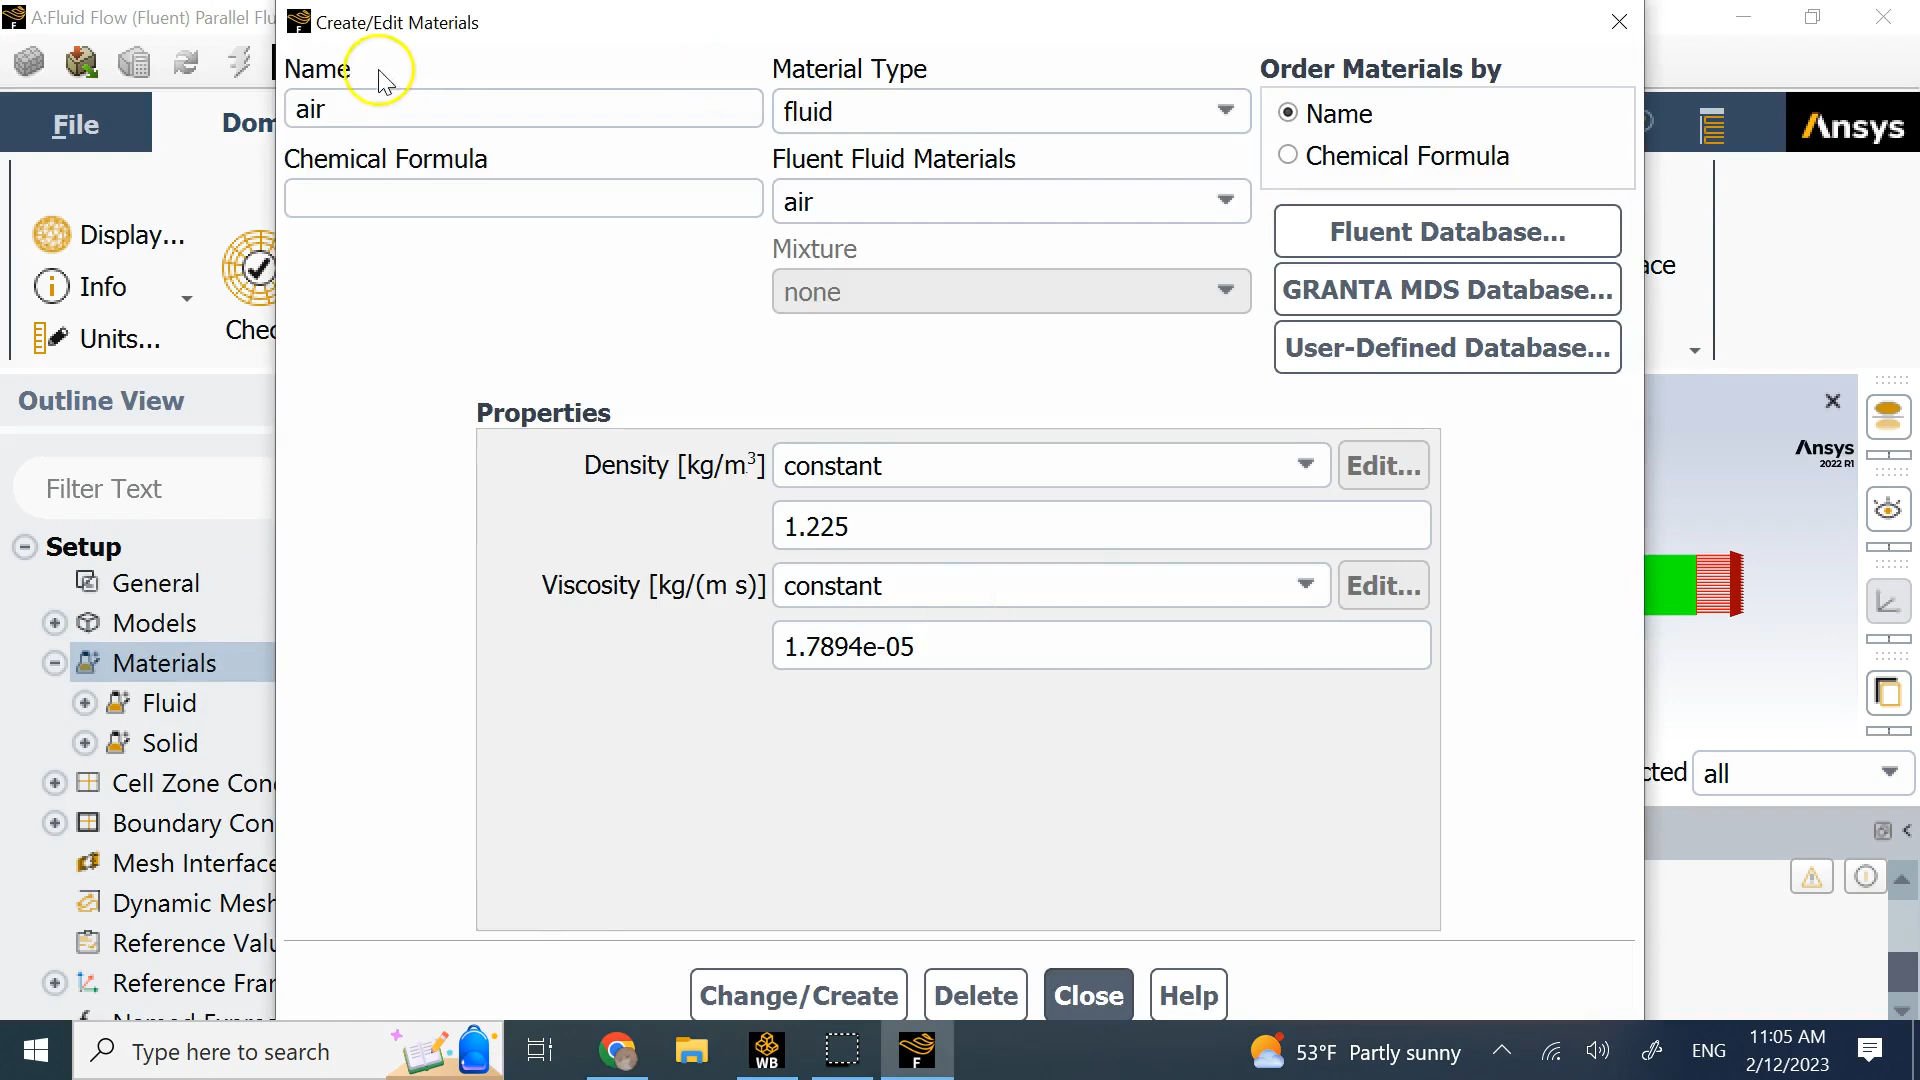 A:Fluid Flow (Fluent) Parallel Flu
Create/Edit Materials
Name
air
Chemical Formula
Material Type
fluid
Fluent Fluid Materials
air
Mixture
none
Order Materials by
Name
Chemical Formula
Fluent Database...
GRANTA MDS Database...
User-Defined Database...
Properties
Density [kg/m³]
constant
Edit...
1.225
Viscosity [kg/(m s)]
constant
Edit...
1.7894e-05
Change/Create
Delete
Close
Help
File
Dom
Ansys
Display...
Info
Units...
Chec
ace
Outline View
Filter Text
Setup
General
Models
Materials
Fluid
Solid
Cell Zone Con
Boundary Con
Mesh Interface
Dynamic Mesh
Reference Valu
Reference Frar
Ansys
2022 R1
cted
all
Type here to search
WB
F
53°F Partly sunny
ENG
11:05 AM
2/12/2023